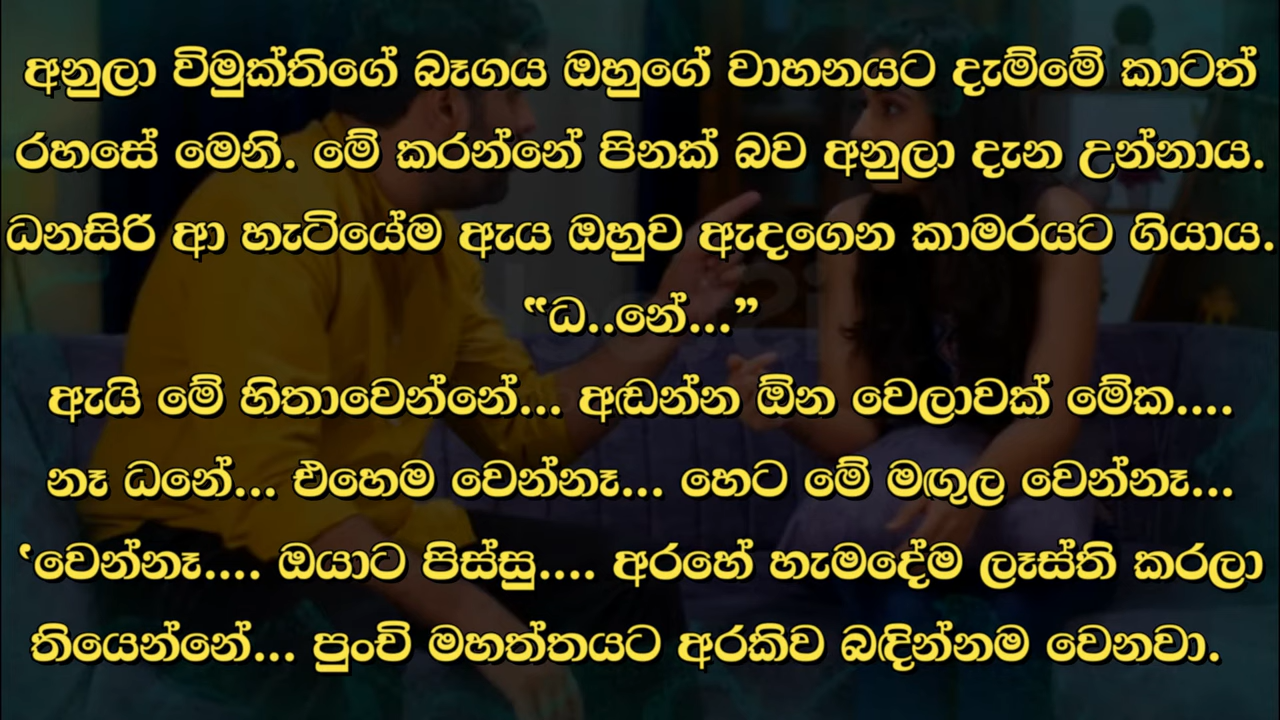 අනුලා විමුක්තිගේ බෑගය ඔහුගේ වාහනයට දැම්මේ කාටත්
රහසේ මෙනි. මේ කරන්නේ පිනක් බව අනුලා දැන උන්නාය.
ධනසිරි ආ හැටියේම ඇය ඔහුව ඇදගෙන කාමරයට ගියාය.
“ධ..නේ...”
ඇයි මේ හිතාවෙන්නේ... අඬන්න ඕන වෙලාවක් මේක....
නෑ ධනේ... එහෙම වෙන්නෑ... හෙට මේ මඟුල වෙන්නෑ...
‛වෙන්නෑ.... ඔයාට පිස්සු.... අරහේ හැමදේම ලෑස්ති කරලා
තියෙන්නේ... පුංචි මහත්තයට අරකිව බඳින්නම වෙනවා.